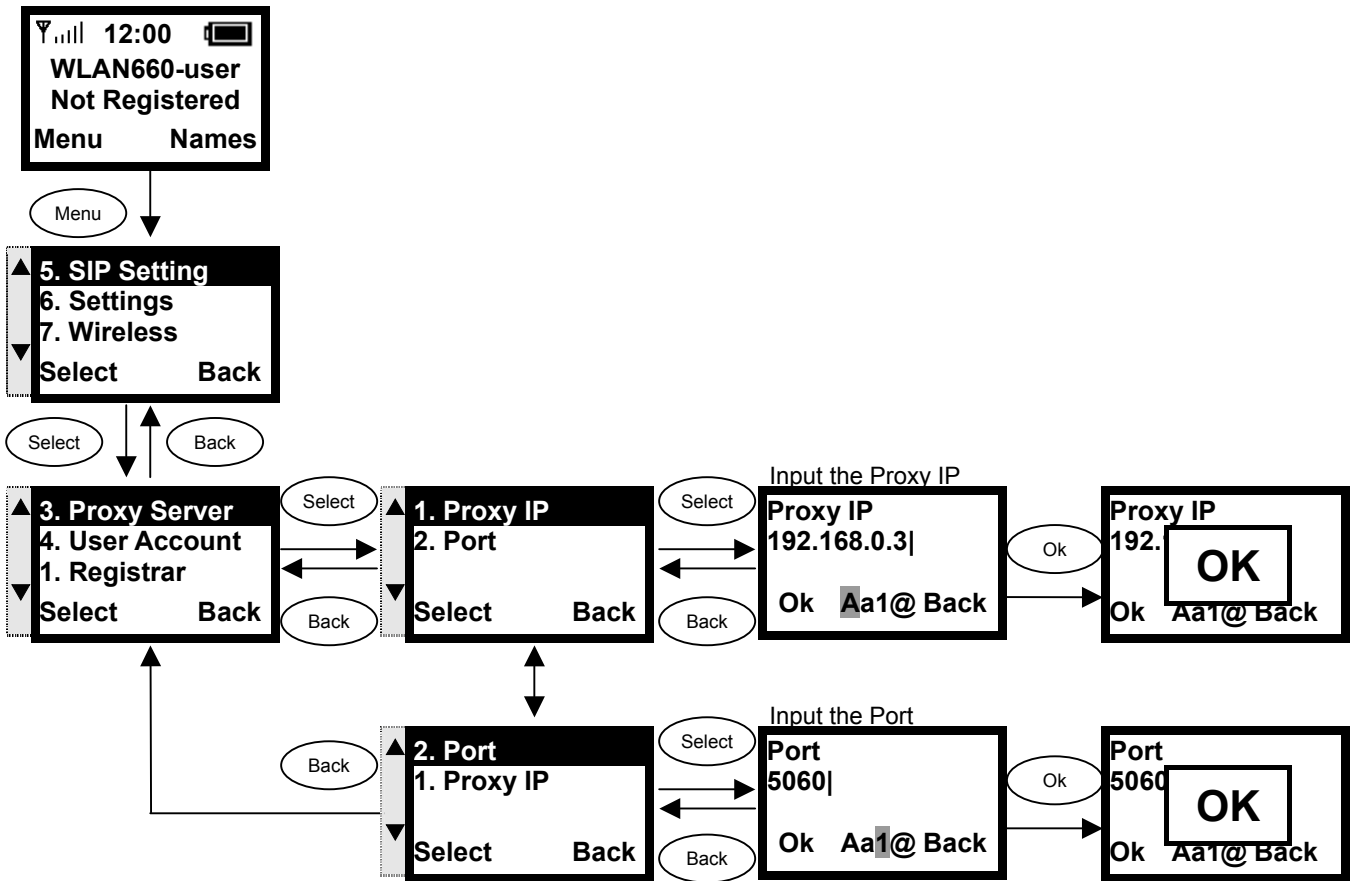 12:00
WLAN660-user
Not Registered
Menu Names
Menu
5. SIP Setting
6. Settings
7. Wireless
Select Back
Select
Back
3. Proxy Server
4. User Account
1. Registrar
Select Back
Select
Back
1. Proxy IP
2. Port
Select Back
Select
Back
Input the Proxy IP
Proxy IP
192.168.0.3|
Ok Aa1@ Back
Ok
Proxy IP
192.
OK
Ok Aa1@ Back
Back
2. Port
1. Proxy IP
Select Back
Select
Back
Input the Port
Port
5060|
Ok Aa1@ Back
Ok
Port
5060
OK
Ok Aa1@ Back